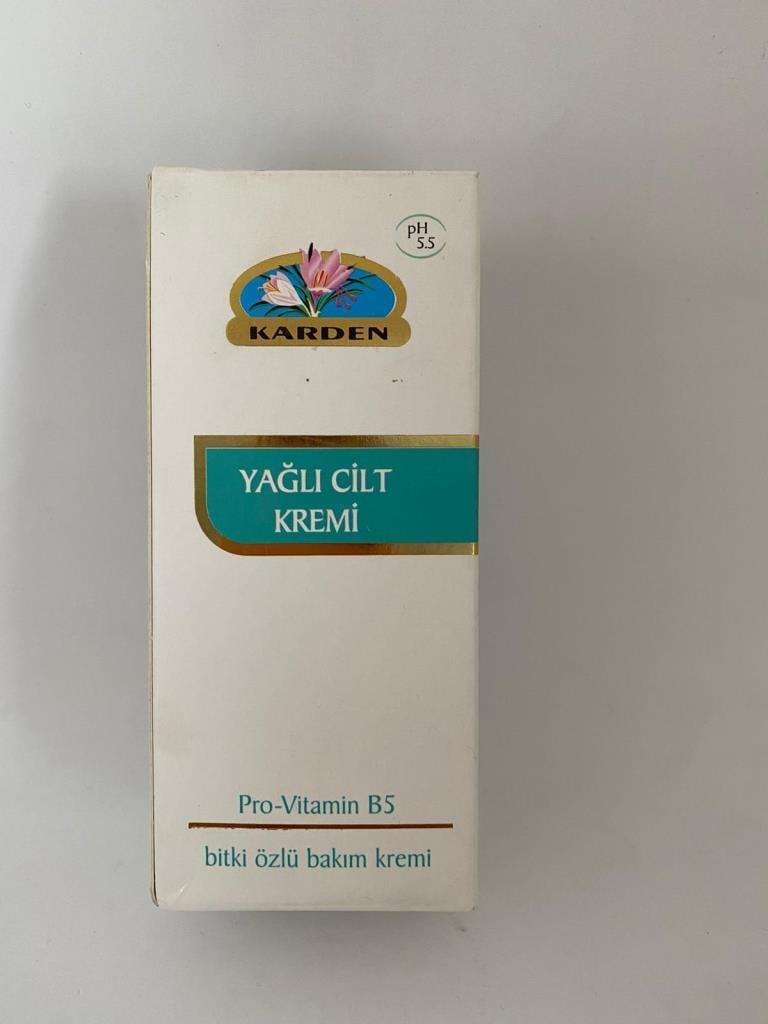 pH
5.5
KARDEN
YAĞLI CİLT
KREMİ
Pro-Vitamin B5
bitki özlü bakım kremi